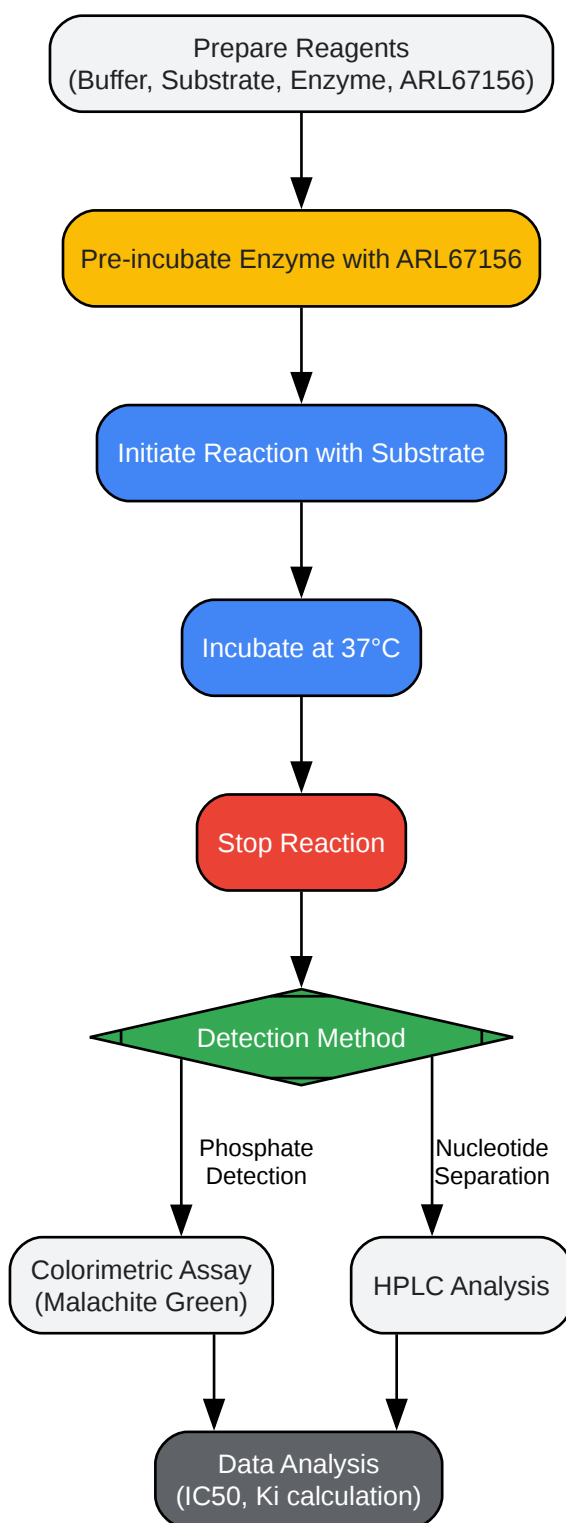 Prepare Reagents
(Buffer, Substrate, Enzyme, ARL67156)
Pre-incubate Enzyme with ARL67156
Initiate Reaction with Substrate
Incubate at 37°C
Stop Reaction
Detection Method
Phosphate
Detection
Nucleotide
Separation
Colorimetric Assay
(Malachite Green)
HPLC Analysis
Data Analysis
(IC50, Ki calculation)